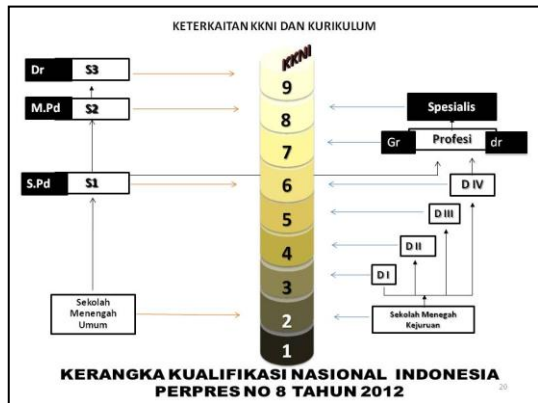 KETERKAITAN KKNI DAN KURIKULUM
KKNI
Dr S3
9
M.Pd S2
8
Spesialis
7
Gr Profesi dr
S.Pd S1
6
D IV
5
D III
4
D II
3
D I
Sekolah
Menengah
Umum
2
Sekolah Menegah
Kejuruan
1
KERANGKA KUALIFIKASI NASIONAL INDONESIA
PERPRES NO 8 TAHUN 2012
20